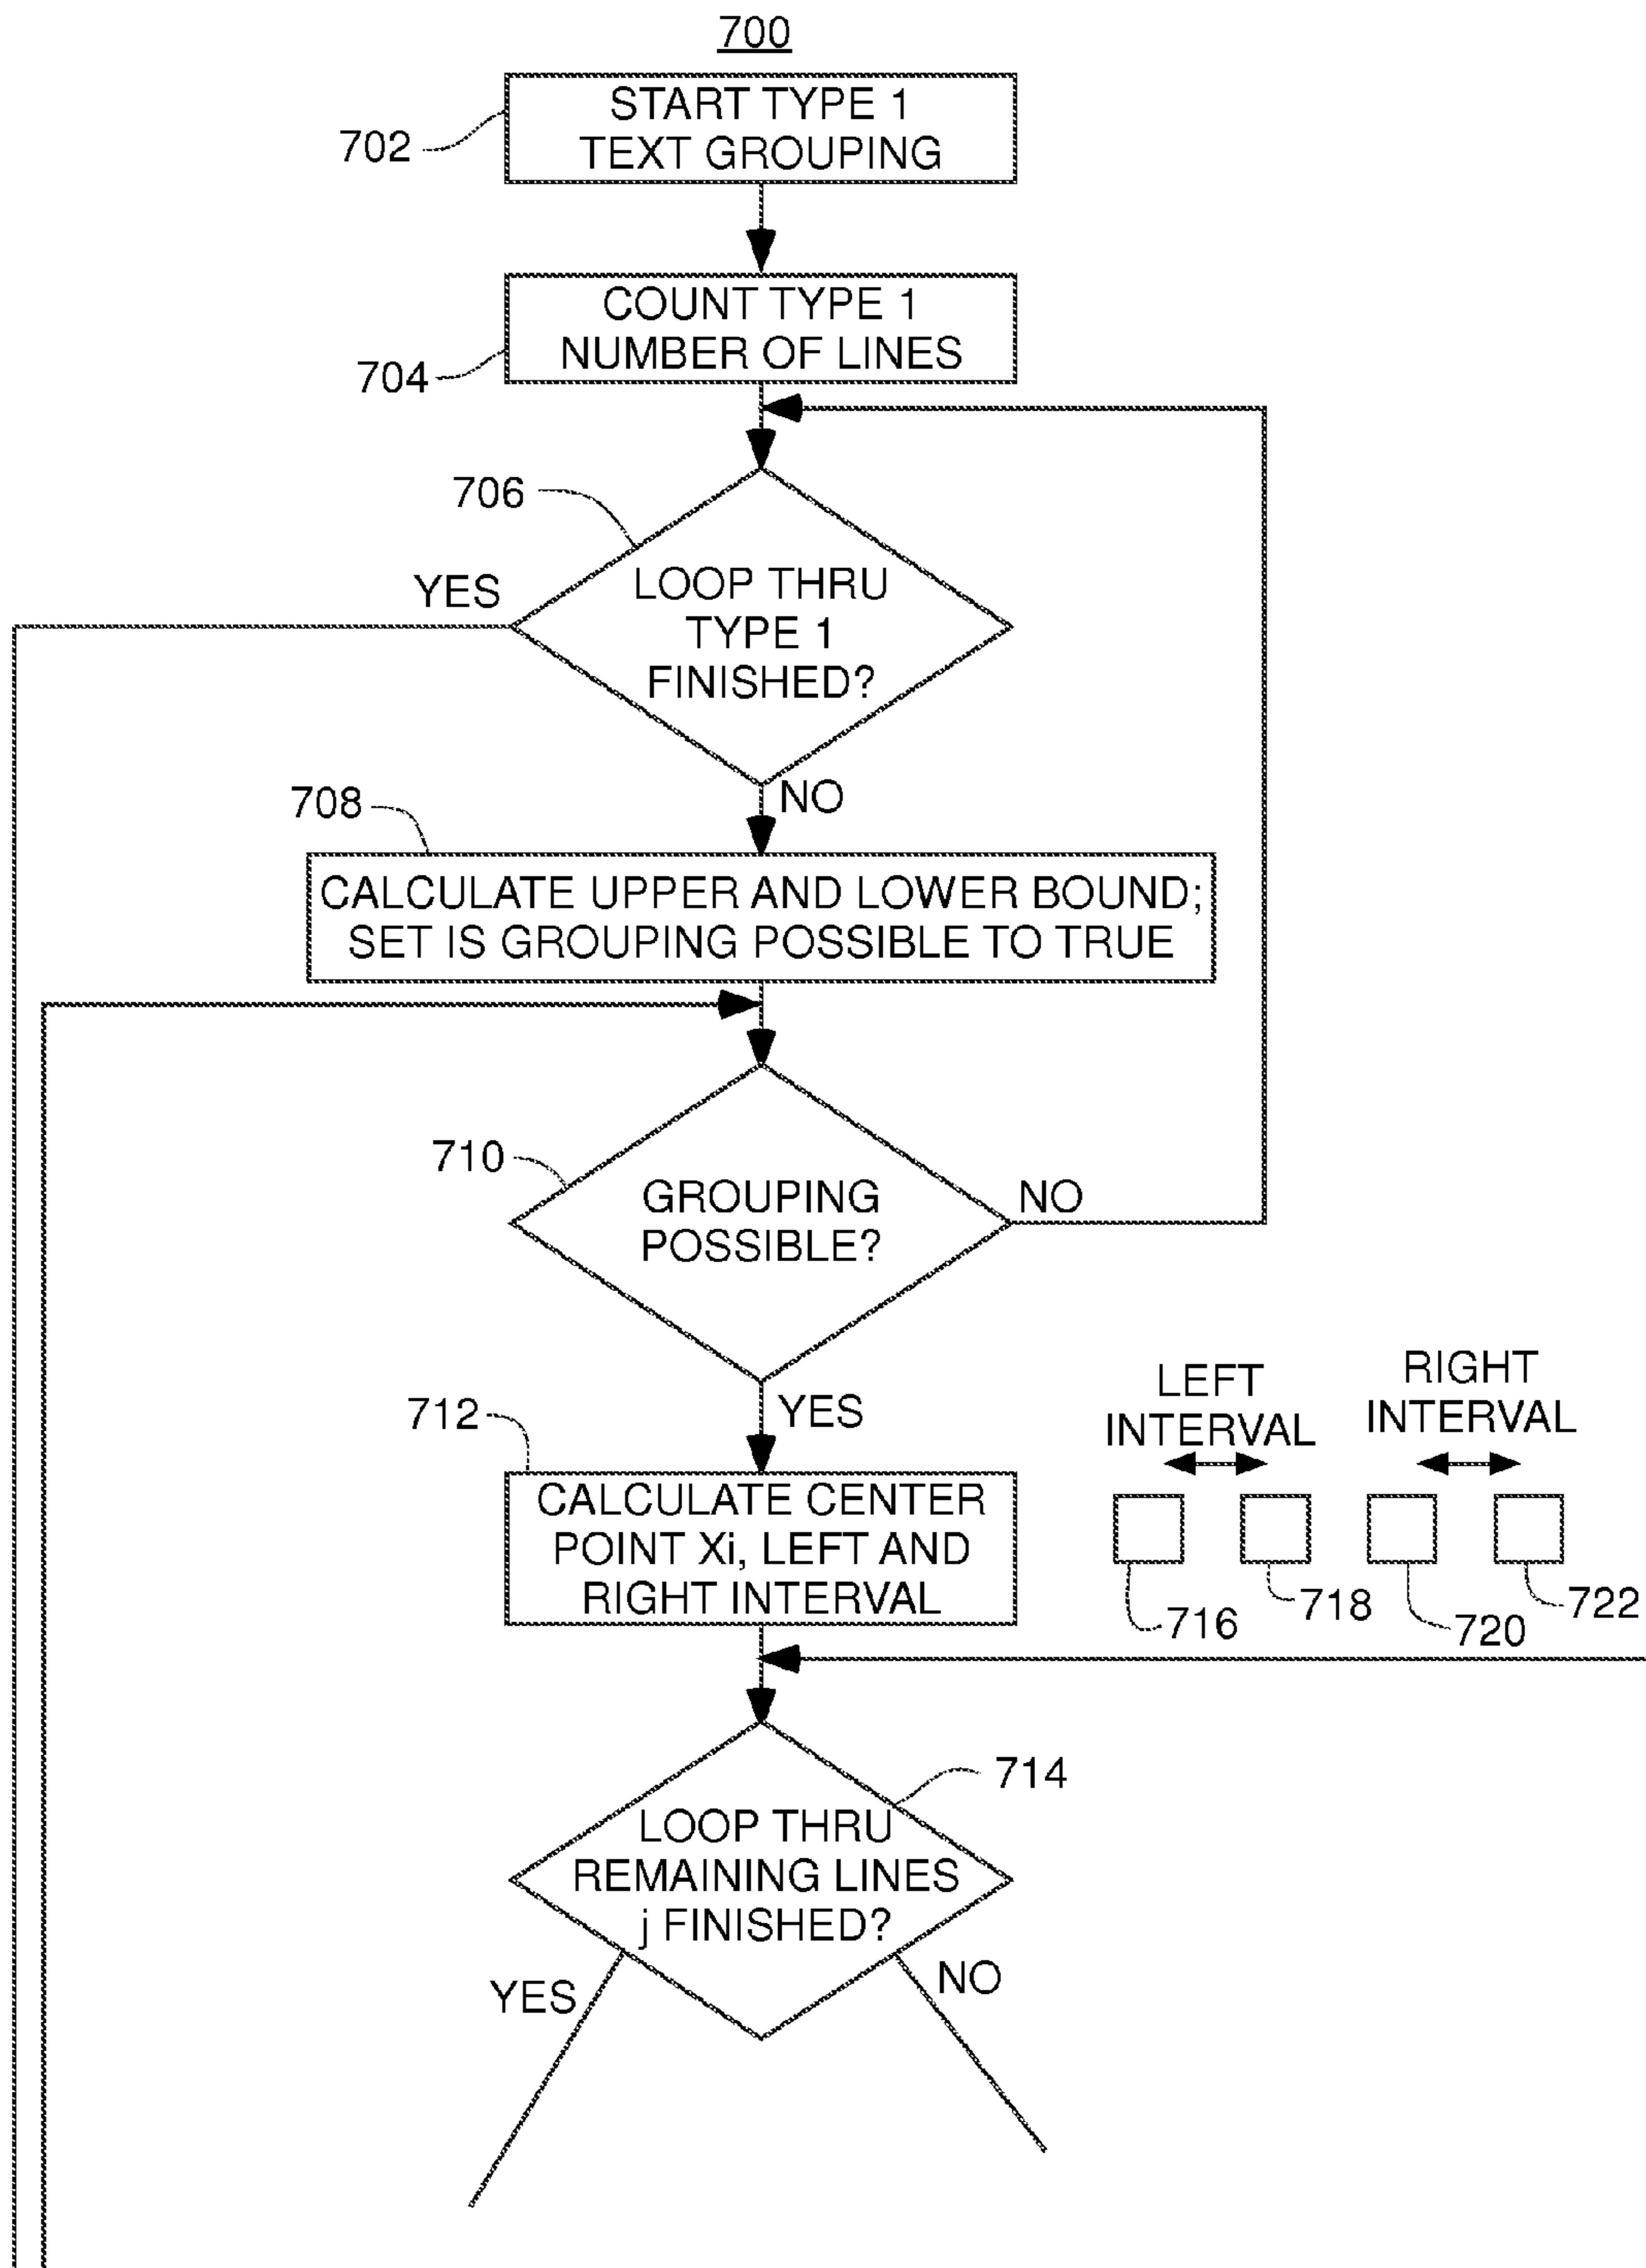 700
START TYPE 1
TEXT GROUPING
702
COUNT TYPE 1
NUMBER OF LINES
704
706
YES
LOOP THRU
TYPE 1
FINISHED?
NO
708
CALCULATE UPPER AND LOWER BOUND;
SET IS GROUPING POSSIBLE TO TRUE
710
GROUPING
POSSIBLE?
NO
YES
712
CALCULATE CENTER
POINT Xi, LEFT AND
RIGHT INTERVAL
LEFT
INTERVAL
RIGHT
INTERVAL
716
718
720
722
714
LOOP THRU
REMAINING LINES
j FINISHED?
YES
NO